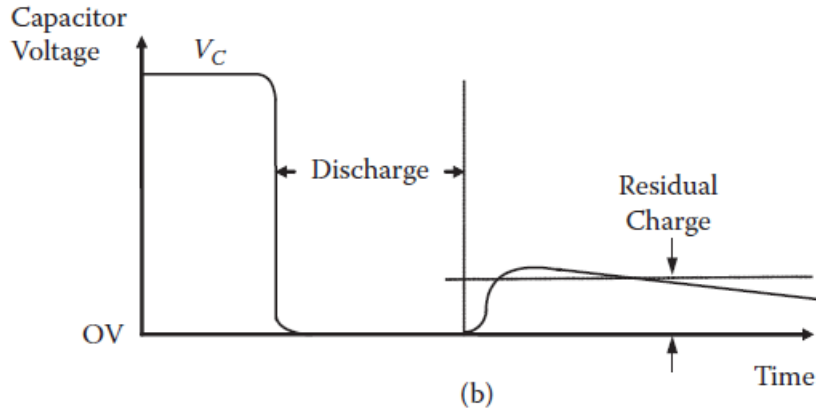 Capacitor
Voltage
V_C
Discharge
Residual
Charge
OV
Time
(b)